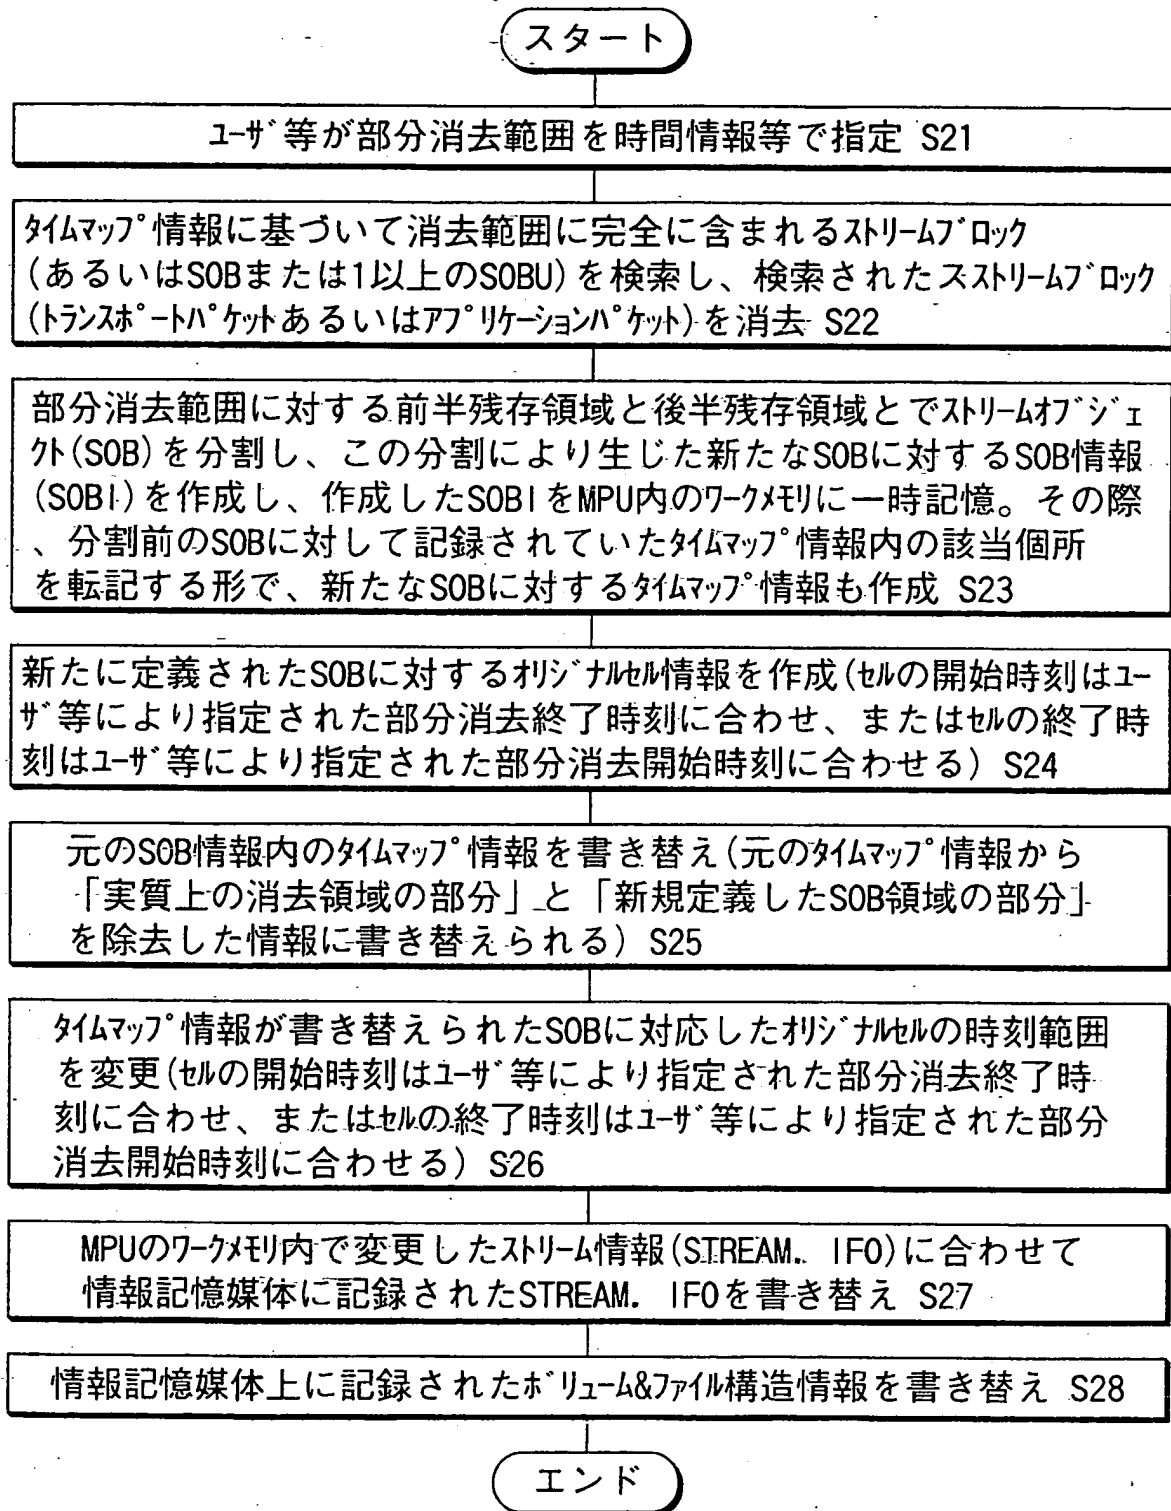 スタート
ユーザ等が部分消去範囲を時間情報等で指定 S21
タイムマップ情報に基づいて消去範囲に完全に含まれるストリームブロック
(あるいはSOBまたは1以上のSOBU)を検索し、検索されたスストリームブロック
(トランスポートパケットあるいはアプリケーションパケット)を消去 S22
部分消去範囲に対する前半残存領域と後半残存領域とでストリームオブジェ
クト(SOB)を分割し、この分割により生じた新たなSOBに対するSOB情報
(SOBI)を作成し、作成したSOBIをMPU内のワークメモリに一時記憶。その際
、分割前のSOBに対して記録されていたタイムマップ情報内の該当個所
を転記する形で、新たなSOBに対するタイムマップ情報も作成 S23
新たに定義されたSOBに対するオリジナルセル情報を作成(セルの開始時刻はユー
ザ等により指定された部分消去終了時刻に合わせ、またはセルの終了時
刻はユーザ等により指定された部分消去開始時刻に合わせる) S24
元のSOB情報内のタイムマップ情報を書き替え(元のタイムマップ情報から
「実質上の消去領域の部分」と「新規定義したSOB領域の部分」
を除去した情報に書き替えられる) S25
タイムマップ情報が書き替えられたSOBに対応したオリジナルセルの時刻範囲
を変更(セルの開始時刻はユーザ等により指定された部分消去終了時
刻に合わせ、またはセルの終了時刻はユーザ等により指定された部分
消去開始時刻に合わせる) S26
MPUのワークメモリ内で変更したストリーム情報(STREAM. IFO)に合わせて
情報記憶媒体に記録されたSTREAM. IFOを書き替え S27
情報記憶媒体上に記録されたボリューム&ファイル構造情報を書き替え S28
エンド